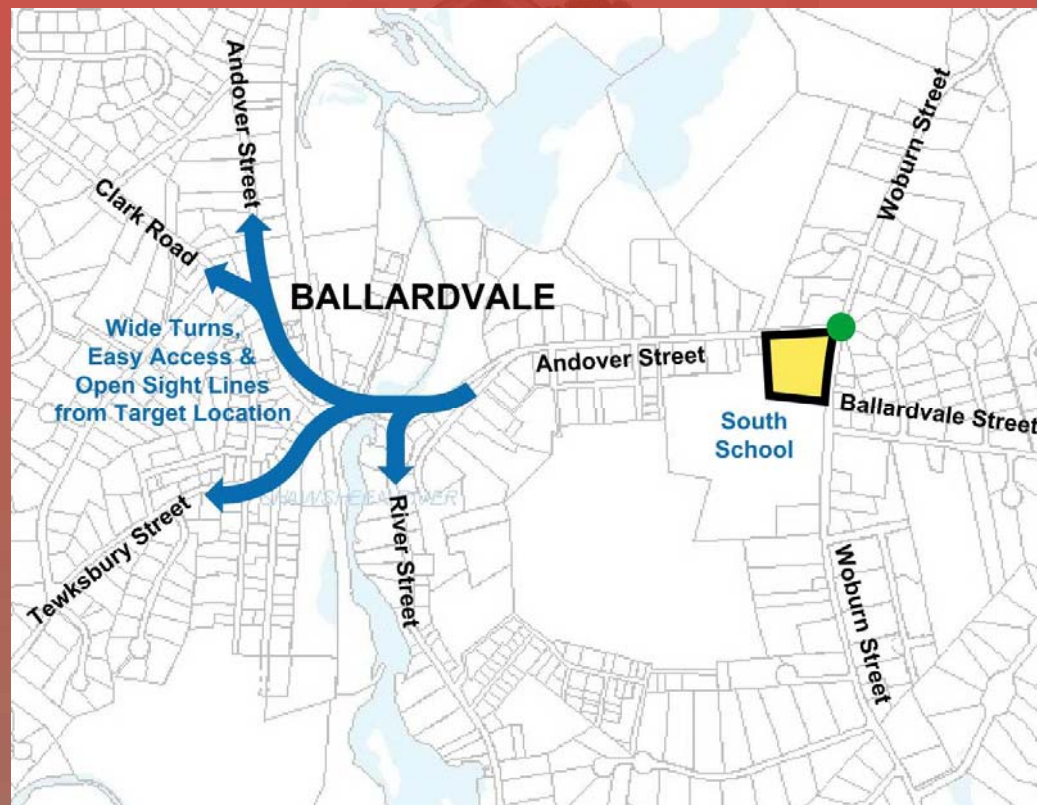 Andover Street
Woburn Street
Clark Road
BALLARDVALE
Wide Turns,
Easy Access &
Open Sight Lines
from Target Location
Andover Street
Ballardvale Street
South
School
River Street
Tewksbury Street
Woburn Street